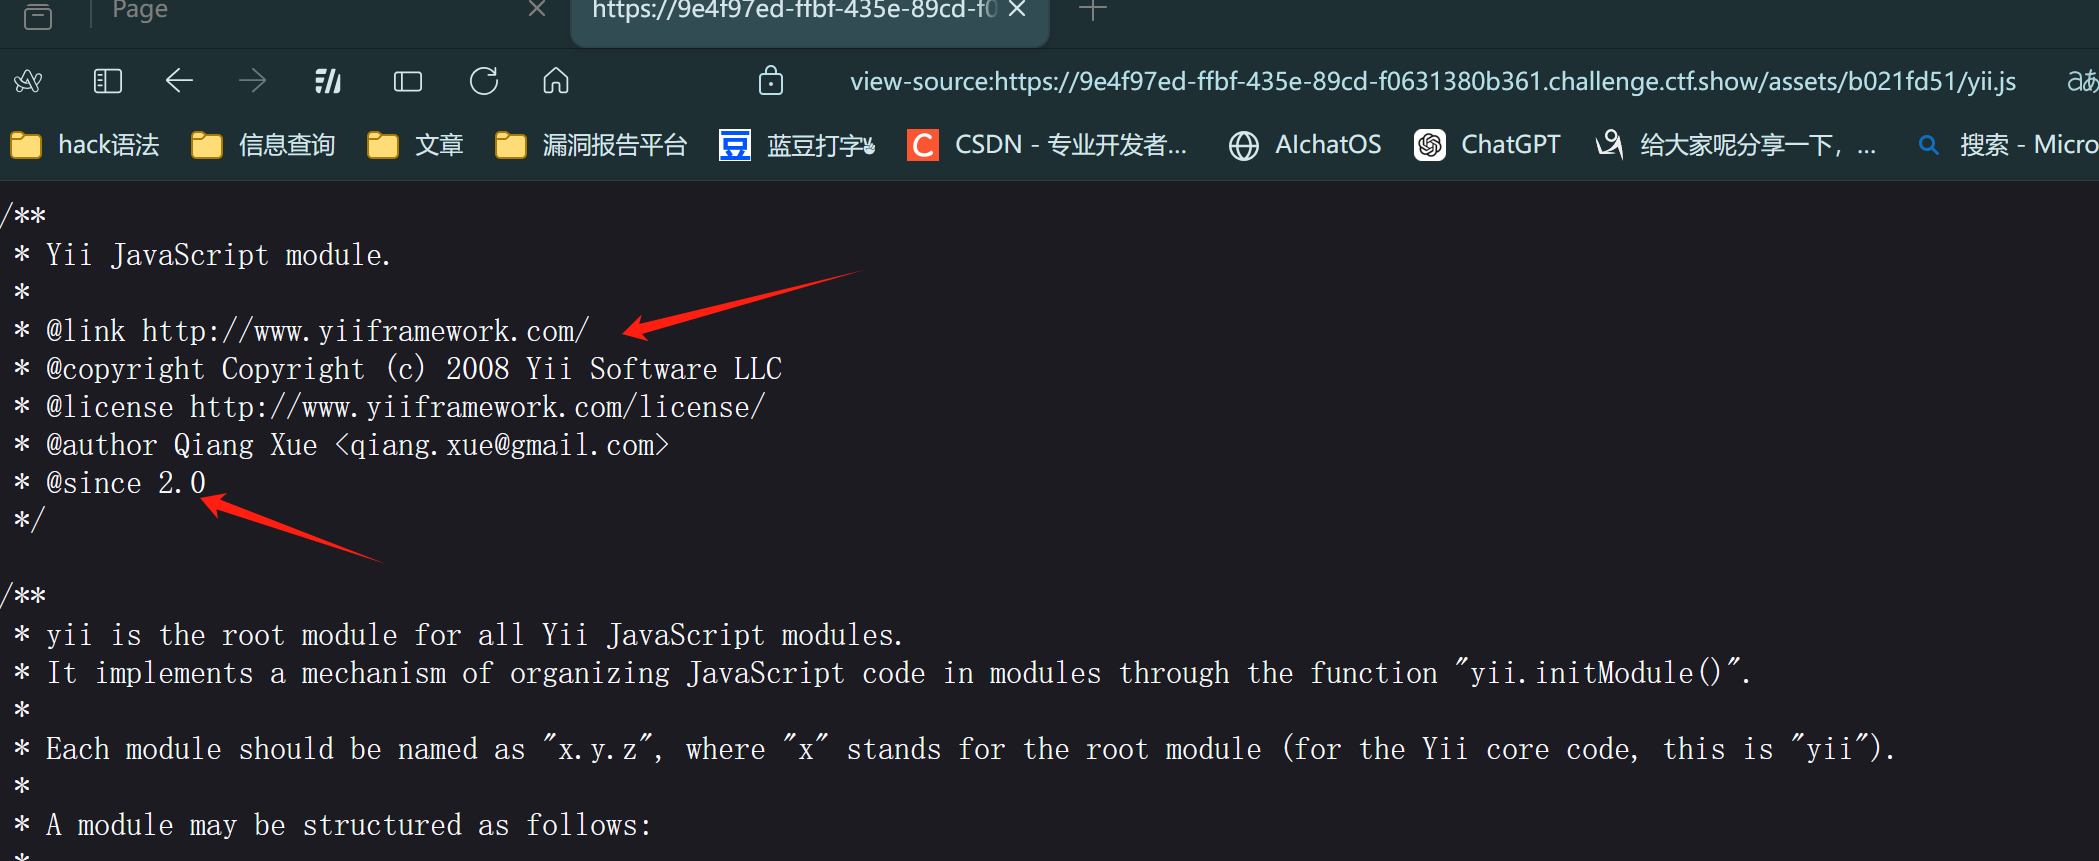 Page
https://9e4f97ed-ffbf-435e-89cd-f0
view-source:https://9e4f97ed-ffbf-435e-89cd-f0631380b361.challenge.ctf.show/assets/b021fd51/yii.js aあ
hack语法 信息查询 文章 漏洞报告平台 豆 蓝豆打字 C CSDN - 专业开发者... AIchatOS ChatGPT 给大家呢分享一下，... 搜索 - Micro
/**
* Yii JavaScript module.
*
* @link http://www.yiiframework.com/
* @copyright Copyright (c) 2008 Yii Software LLC
* @license http://www.yiiframework.com/license/
* @author Qiang Xue <qiang.xue@gmail.com>
* @since 2.0
*/
/**
* yii is the root module for all Yii JavaScript modules.
* It implements a mechanism of organizing JavaScript code in modules through the function "yii.initModule()".
*
* Each module should be named as "x.y.z", where "x" stands for the root module (for the Yii core code, this is "yii").
*
* A module may be structured as follows:
*